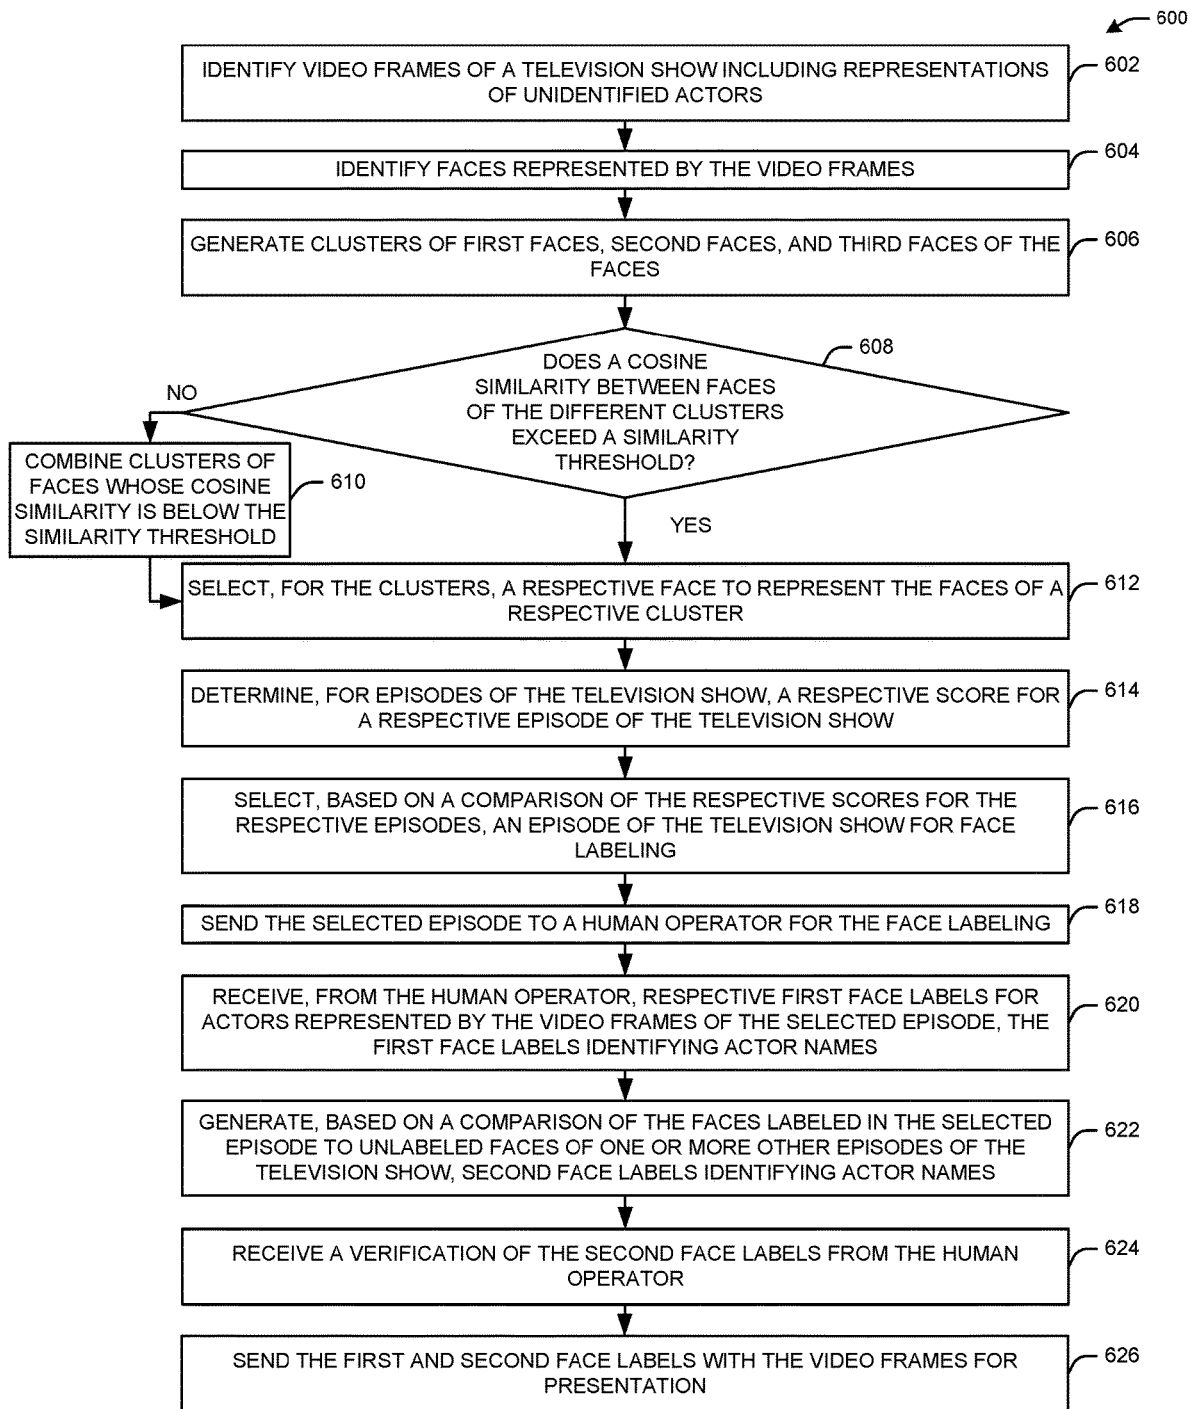 600
IDENTIFY VIDEO FRAMES OF A TELEVISION SHOW INCLUDING REPRESENTATIONS
OF UNIDENTIFIED ACTORS
602
IDENTIFY FACES REPRESENTED BY THE VIDEO FRAMES
604
GENERATE CLUSTERS OF FIRST FACES, SECOND FACES, AND THIRD FACES OF THE
FACES
606
DOES A COSINE
SIMILARITY BETWEEN FACES
OF THE DIFFERENT CLUSTERS
EXCEED A SIMILARITY
THRESHOLD?
608
NO
COMBINE CLUSTERS OF
FACES WHOSE COSINE
SIMILARITY IS BELOW THE
SIMILARITY THRESHOLD
610
YES
SELECT, FOR THE CLUSTERS, A RESPECTIVE FACE TO REPRESENT THE FACES OF A
RESPECTIVE CLUSTER
612
DETERMINE, FOR EPISODES OF THE TELEVISION SHOW, A RESPECTIVE SCORE FOR
A RESPECTIVE EPISODE OF THE TELEVISION SHOW
614
SELECT, BASED ON A COMPARISON OF THE RESPECTIVE SCORES FOR THE
RESPECTIVE EPISODES, AN EPISODE OF THE TELEVISION SHOW FOR FACE
LABELING
616
SEND THE SELECTED EPISODE TO A HUMAN OPERATOR FOR THE FACE LABELING
618
RECEIVE, FROM THE HUMAN OPERATOR, RESPECTIVE FIRST FACE LABELS FOR
ACTORS REPRESENTED BY THE VIDEO FRAMES OF THE SELECTED EPISODE, THE
FIRST FACE LABELS IDENTIFYING ACTOR NAMES
620
GENERATE, BASED ON A COMPARISON OF THE FACES LABELED IN THE SELECTED
EPISODE TO UNLABELED FACES OF ONE OR MORE OTHER EPISODES OF THE
TELEVISION SHOW, SECOND FACE LABELS IDENTIFYING ACTOR NAMES
622
RECEIVE A VERIFICATION OF THE SECOND FACE LABELS FROM THE HUMAN
OPERATOR
624
SEND THE FIRST AND SECOND FACE LABELS WITH THE VIDEO FRAMES FOR
PRESENTATION
626